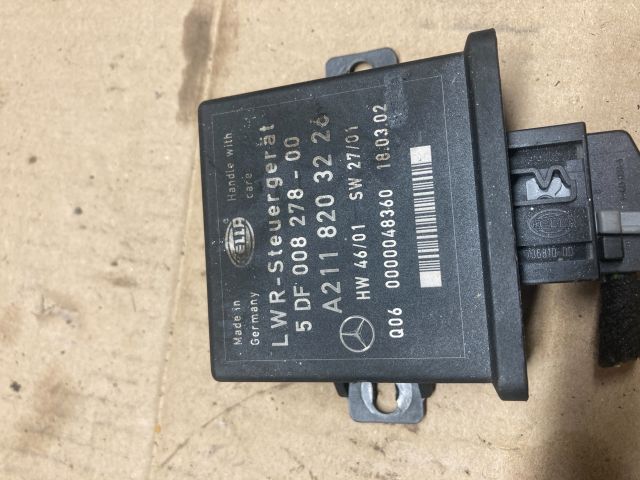 Made in
Germany
HELLA
Handle with
care
LWR-Steuergerät
5 DF 008 278 - 00
A211 820 32 26
HW 46/01 SW 27/01
Q06 0000048360 18.03.02